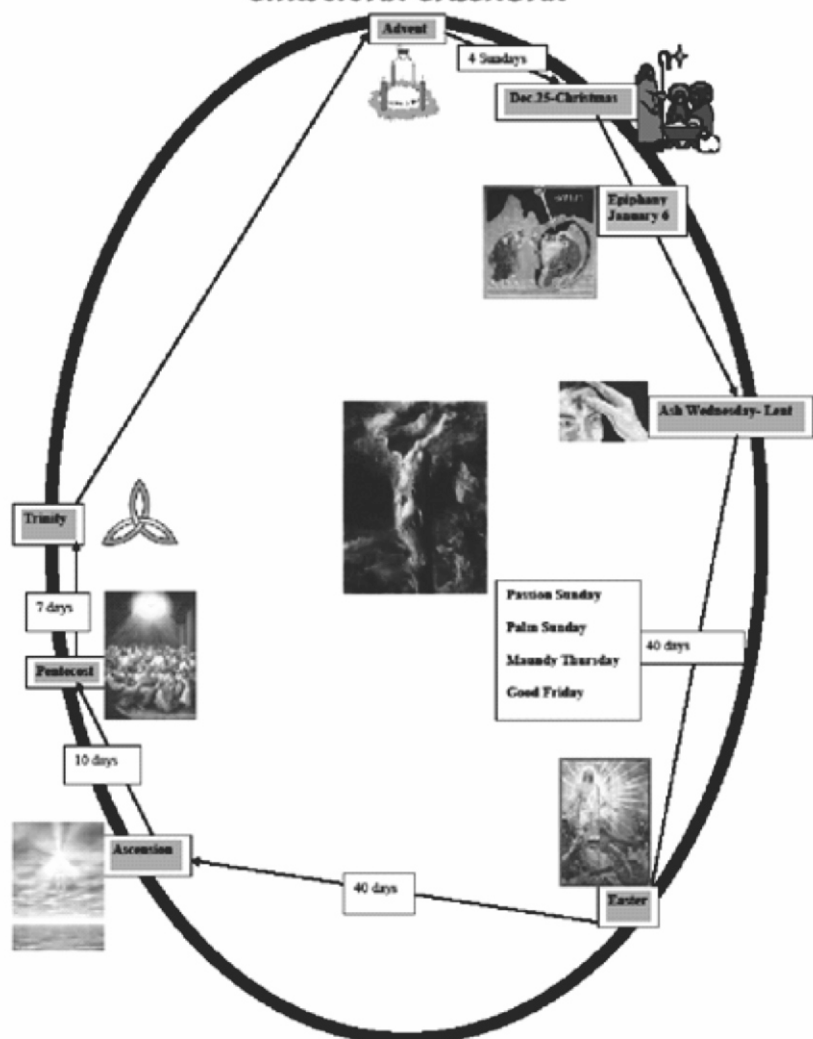 Advent
4 Sundays
Dec.25-Christmas
Epiphany
January 6
Ash Wednesday- Lent
Passion Sunday
Palm Sunday
Maundy Thursday
Good Friday
40 days
Easter
40 days
Ascension
10 days
Pentecost
7 days
Trinity